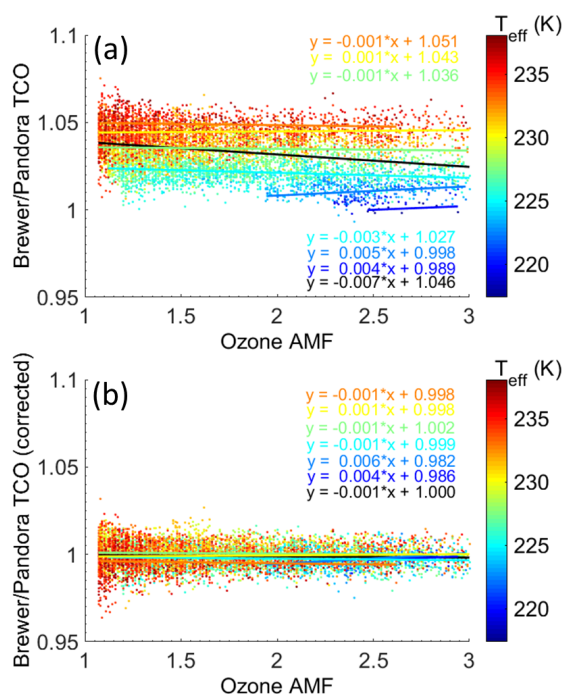 T_eff (K)
1.1
(a)
y = -0.001*x + 1.051
y = 0.001*x + 1.043
y = -0.001*x + 1.036
235
1.05
230
Brewer/Pandora TCO
1
225
y = -0.003*x + 1.027
y = 0.005*x + 0.998
y = 0.004*x + 0.989
y = -0.007*x + 1.046
220
0.95
1 1.5 2 2.5 3
Ozone AMF
T_eff (K)
1.1
(b)
y = -0.001*x + 0.998
y = 0.001*x + 0.998
y = -0.001*x + 1.002
y = -0.001*x + 0.999
y = 0.006*x + 0.982
y = 0.004*x + 0.986
y = -0.001*x + 1.000
235
1.05
230
Brewer/Pandora TCO (corrected)
1
225
220
0.95
1 1.5 2 2.5 3
Ozone AMF